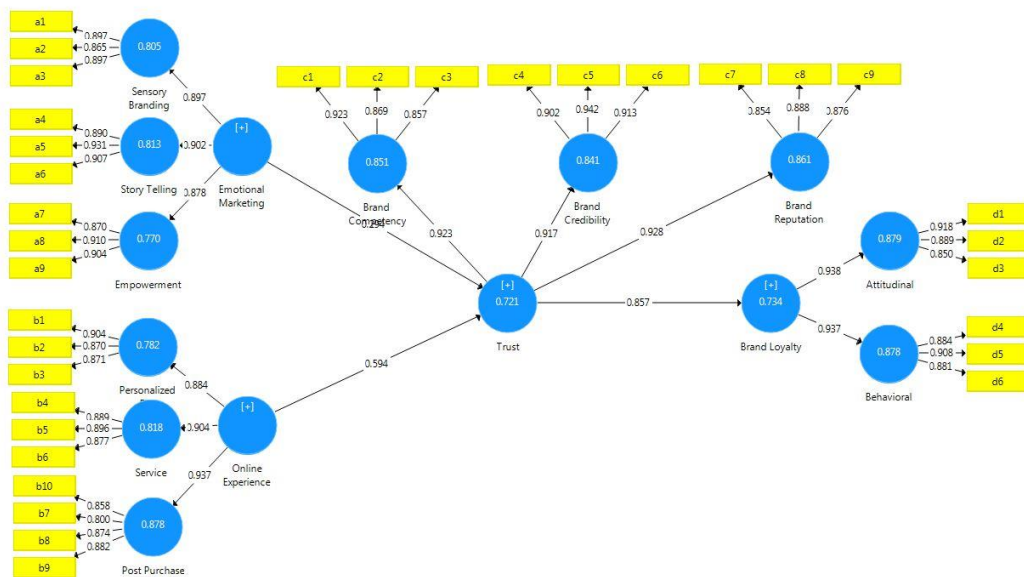 a1
a2
a3
0.897
0.865
0.897
0.805
Sensory
Branding
0.897
a4
a5
a6
0.890
0.931
0.907
0.813
Story Telling
0.902
a7
a8
a9
0.870
0.910
0.904
0.770
Empowerment
0.878
[+]
Emotional
Marketing
c1
c2
c3
0.923
0.869
0.857
0.851
Brand
Competency
0.923
c4
c5
c6
0.902
0.942
0.913
0.841
Brand
Credibility
0.917
c7
c8
c9
0.854
0.888
0.876
0.861
Brand
Reputation
0.928
0.721
Trust
0.857
[+]
0.734
Brand Loyalty
0.938
0.937
d1
d2
d3
0.918
0.889
0.850
0.879
Attitudinal
d4
d5
d6
0.884
0.908
0.881
0.878
Behavioral
b1
b2
b3
0.904
0.870
0.871
0.782
Personalized
0.884
b4
b5
b6
0.889
0.896
0.877
0.818
Service
0.904
[+]
Online
Experience
0.594
0.937
b10
b7
b8
b9
0.858
0.800
0.874
0.882
0.878
Post Purchase